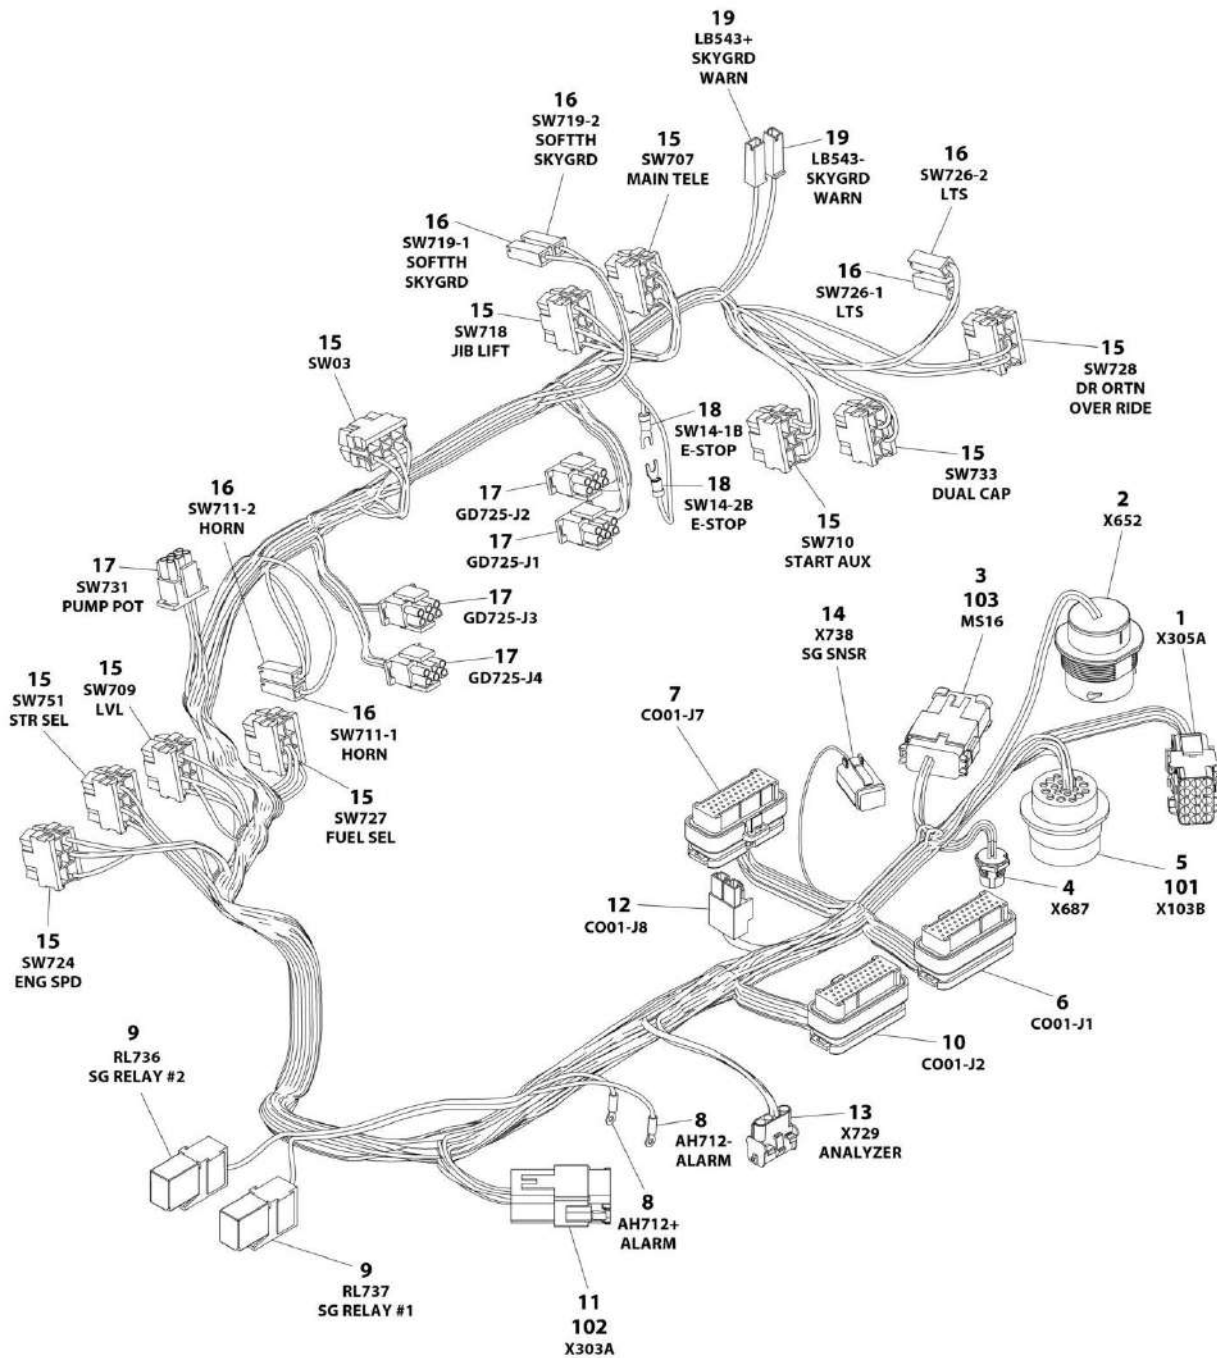 19
LB543+
SKYGRD
WARN
16
SW719-2
SOFTTH
SKYGRD
15
SW707
MAIN TELE
19
LB543-
SKYGRD
WARN
16
SW726-2
LTS
16
SW719-1
SOFTTH
SKYGRD
16
SW726-1
LTS
15
SW718
JIB LIFT
15
SW03
15
SW728
DR ORTN
OVER RIDE
18
SW14-1B
E-STOP
15
SW733
DUAL CAP
16
SW711-2
HORN
17
GD725-J2
18
SW14-2B
E-STOP
17
GD725-J1
15
SW710
START AUX
2
X652
17
SW731
PUMP POT
17
GD725-J3
3
103
MS16
1
X305A
14
X738
SG SNSR
17
GD725-J4
15
SW751
STR SEL
15
SW709
LVL
16
SW711-1
HORN
7
CO01-J7
15
SW727
FUEL SEL
12
CO01-J8
4
X687
5
101
X103B
15
SW724
ENG SPD
6
CO01-J1
10
CO01-J2
9
RL736
SG RELAY #2
8
AH712-
ALARM
13
X729
ANALYZER
8
AH712+
ALARM
9
RL737
SG RELAY #1
11
102
X303A